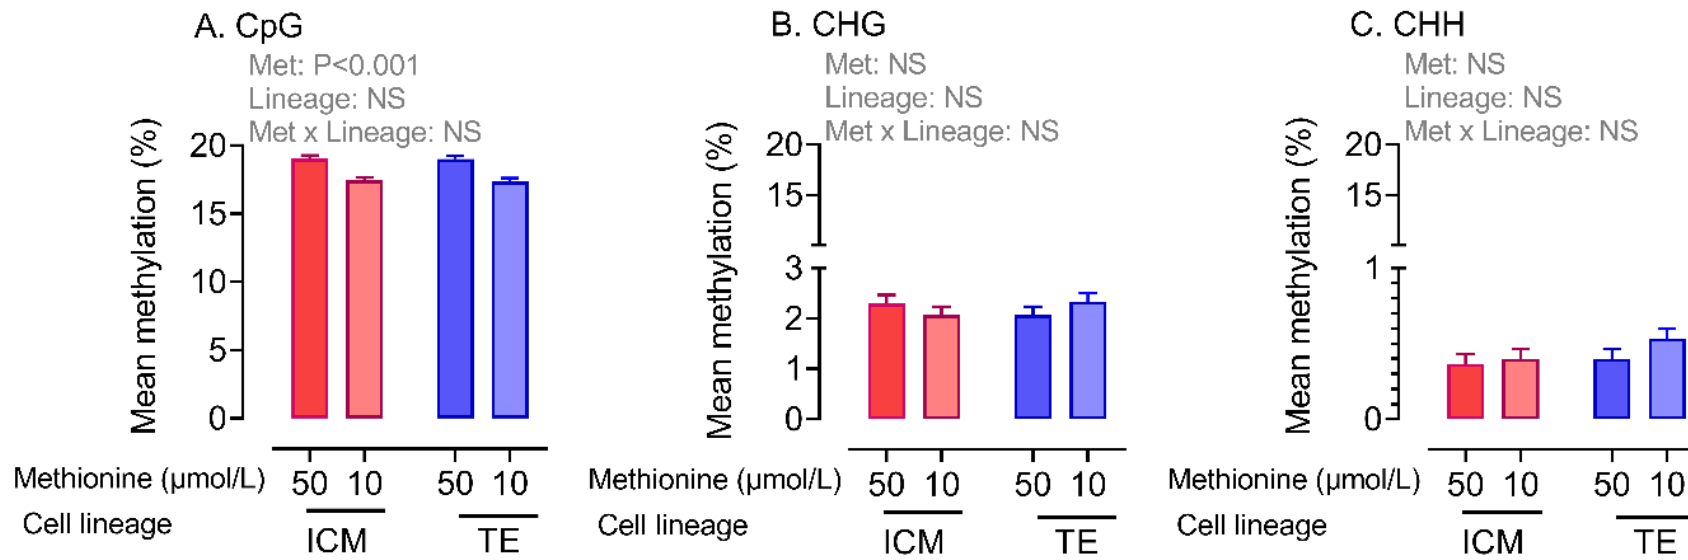 A. CpG
Met: P<0.001
Lineage: NS
Met x Lineage: NS
Mean methylation (%)
20
15
10
5
0
Methionine (µmol/L)
50 10 50 10
Cell lineage
ICM TE
B. CHG
Met: NS
Lineage: NS
Met x Lineage: NS
Mean methylation (%)
20
15
3
2
1
0
Methionine (µmol/L)
50 10 50 10
Cell lineage
ICM TE
C. CHH
Met: NS
Lineage: NS
Met x Lineage: NS
Mean methylation (%)
20
15
1
0
Methionine (µmol/L)
50 10 50 10
Cell lineage
ICM TE